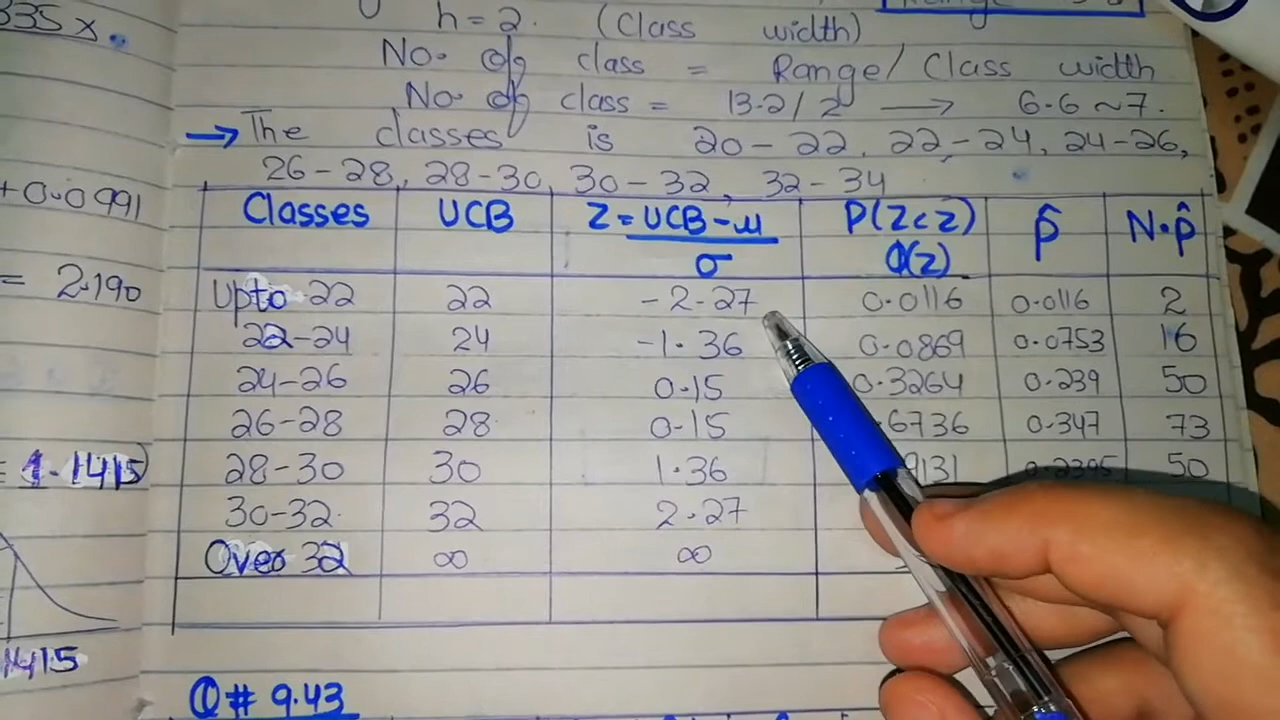 335 x.
h = 2. (Class width)
No. of class = Range/Class width
No. of class = 13.2/2 → 6.6 ~ 7.
→ The classes is 20-22, 22-24, 24-26,
26-28, 28-30, 30-32, 32-34
+0.0991
= 2.190
1.1415
1415
Classes UCB Z = UCB-μ/σ P(Z<z) Φ(z) p̂ N.p̂
Upto 22 22 -2.27 0.0116 0.0116 2
22-24 24 -1.36 0.0869 0.0753 16
24-26 26 0.15 0.3264 0.239 50
26-28 28 0.15 .6736 0.347 73
28-30 30 1.36 9131 0.2395 50
30-32 32 2.27
Over 32 ∞ ∞
Q# 9.43